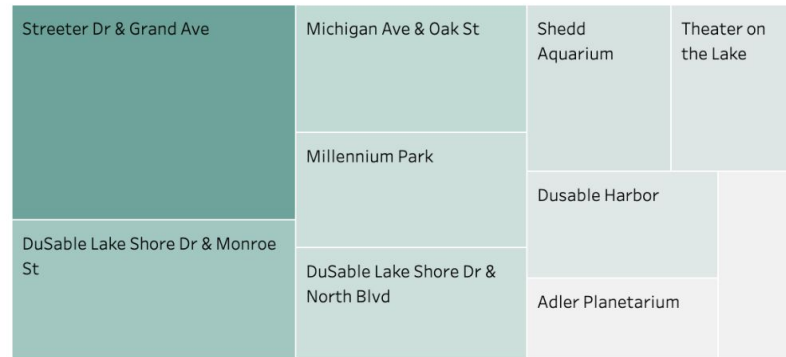 Streeter Dr & Grand Ave
DuSable Lake Shore Dr & Monroe
St
Michigan Ave & Oak St
Millennium Park
DuSable Lake Shore Dr &
North Blvd
Shedd
Aquarium
Theater on
the Lake
Dusable Harbor
Adler Planetarium